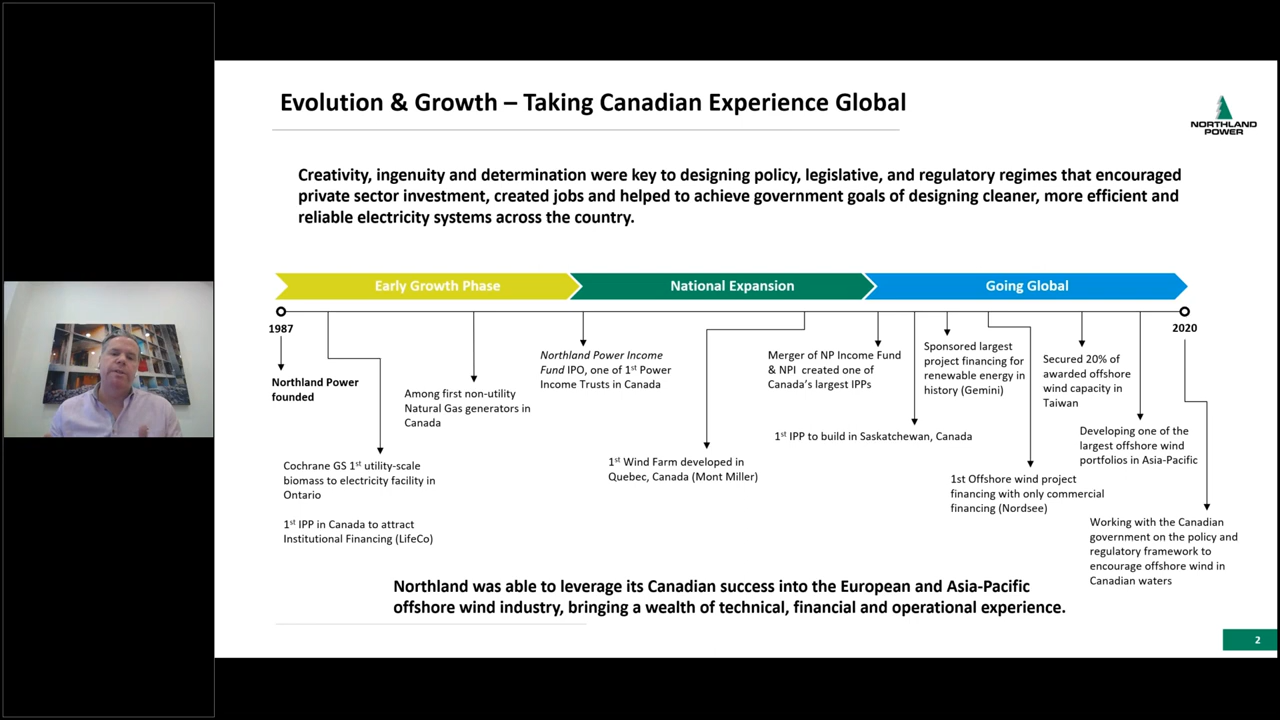 Evolution & Growth – Taking Canadian Experience Global
NORTHLAND
POWER
Creativity, ingenuity and determination were key to designing policy, legislative, and regulatory regimes that encouraged
private sector investment, created jobs and helped to achieve government goals of designing cleaner, more efficient and
reliable electricity systems across the country.
Early Growth Phase
National Expansion
Going Global
1987
2020
Northland Power
founded
Cochrane GS 1st utility-scale
biomass to electricity facility in
Ontario
1st IPP in Canada to attract
Institutional Financing (LifeCo)
Among first non-utility
Natural Gas generators in
Canada
Northland Power Income
Fund IPO, one of 1st Power
Income Trusts in Canada
1st Wind Farm developed in
Quebec, Canada (Mont Miller)
Merger of NP Income Fund
& NPI created one of
Canada's largest IPPs
1st IPP to build in Saskatchewan, Canada
Sponsored largest
project financing for
renewable energy in
history (Gemini)
1st Offshore wind project
financing with only commercial
financing (Nordsee)
Secured 20% of
awarded offshore
wind capacity in
Taiwan
Developing one of the
largest offshore wind
portfolios in Asia-Pacific
Working with the Canadian
government on the policy and
regulatory framework to
encourage offshore wind in
Canadian waters
Northland was able to leverage its Canadian success into the European and Asia-Pacific
offshore wind industry, bringing a wealth of technical, financial and operational experience.
2